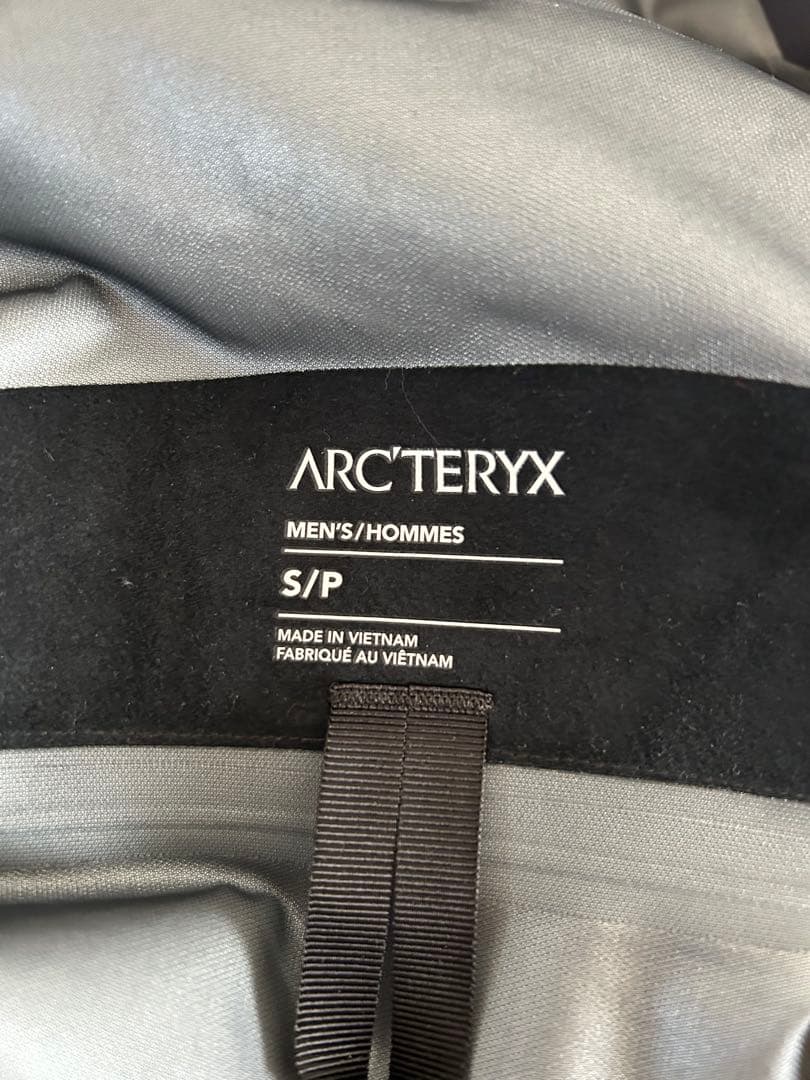 ARC'TERYX
MEN'S/HOMMES
S/P
MADE IN VIETNAM
FABRIQUÉ AU VIÊTNAM